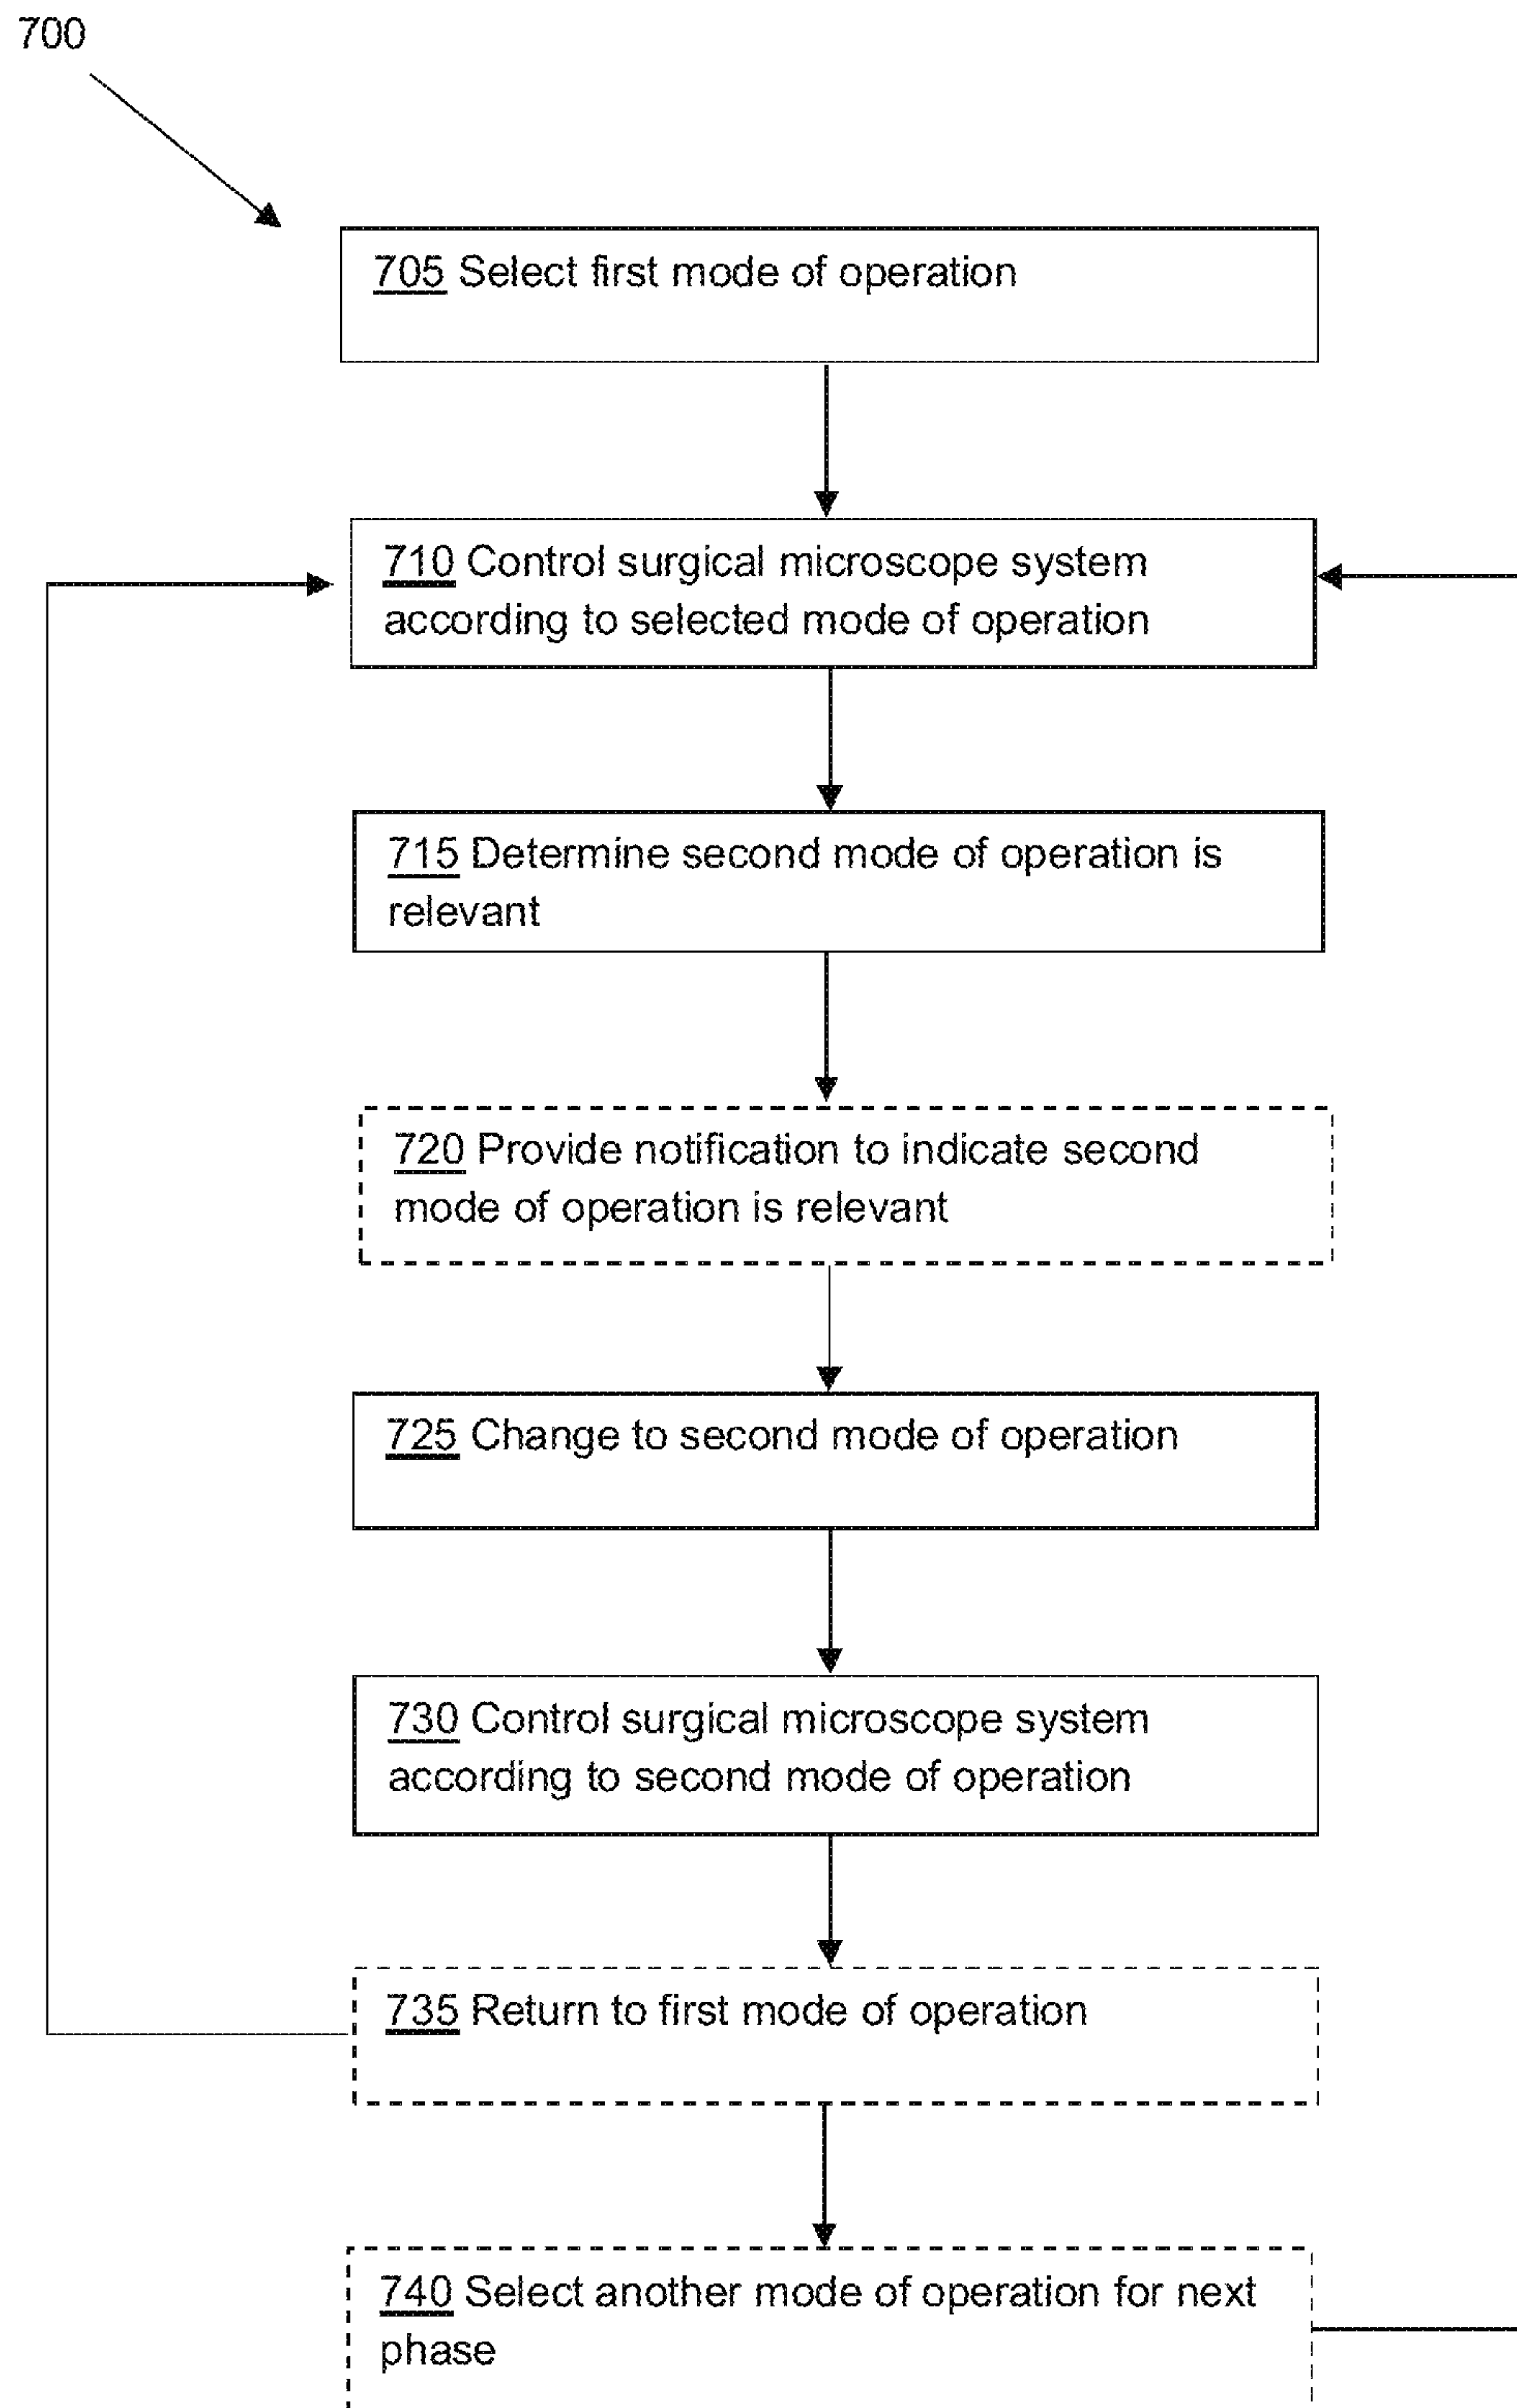 700
705 Select first mode of operation
710 Control surgical microscope system
according to selected mode of operation
715 Determine second mode of operation is
relevant
720 Provide notification to indicate second
mode of operation is relevant
725 Change to second mode of operation
730 Control surgical microscope system
according to second mode of operation
735 Return to first mode of operation
740 Select another mode of operation for next
phase